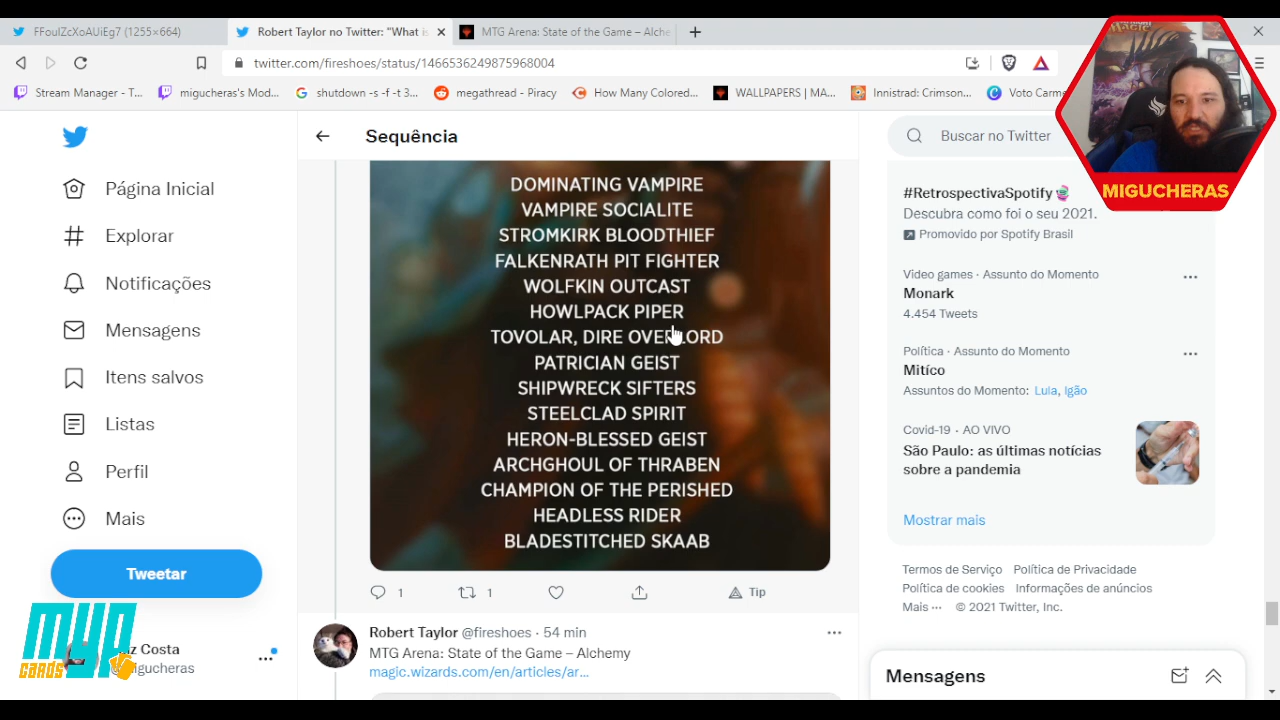 FFouIZcXoAUiEg7 (1255×664)
Robert Taylor no Twitter: "What is
MTG Arena: State of the Game – Alche
twitter.com/fireshoes/status/1466536249875968004
Stream Manager - T...
migucheras's Mod...
shutdown -s -f -t 3...
megathread - Piracy
How Many Colored...
WALLPAPERS | MA...
Innistrad: Crimson...
Voto Carme
MIGUCHERAS
Página Inicial
Explorar
Notificações
Mensagens
Itens salvos
Listas
Perfil
Mais
Tweetar
iz Costa
@migucheras
MYP
CARDS
Sequência
DOMINATING VAMPIRE
VAMPIRE SOCIALITE
STROMKIRK BLOODTHIEF
FALKENRATH PIT FIGHTER
WOLFKIN OUTCAST
HOWLPACK PIPER
TOVOLAR, DIRE OVERLORD
PATRICIAN GEIST
SHIPWRECK SIFTERS
STEELCLAD SPIRIT
HERON-BLESSED GEIST
ARCHGHOUL OF THRABEN
CHAMPION OF THE PERISHED
HEADLESS RIDER
BLADESTITCHED SKAAB
1 1 Tip
Robert Taylor @fireshoes · 54 min
MTG Arena: State of the Game – Alchemy
magic.wizards.com/en/articles/ar...
Buscar no Twitter
#RetrospectivaSpotify
Descubra como foi o seu 2021.
Promovido por Spotify Brasil
Video games · Assunto do Momento
Monark
4.454 Tweets
Política · Assunto do Momento
Mitíco
Assuntos do Momento: Lula, Igão
Covid-19 · AO VIVO
São Paulo: as últimas notícias
sobre a pandemia
Mostrar mais
Termos de Serviço Política de Privacidade
Política de cookies Informações de anúncios
Mais ··· © 2021 Twitter, Inc.
Mensagens